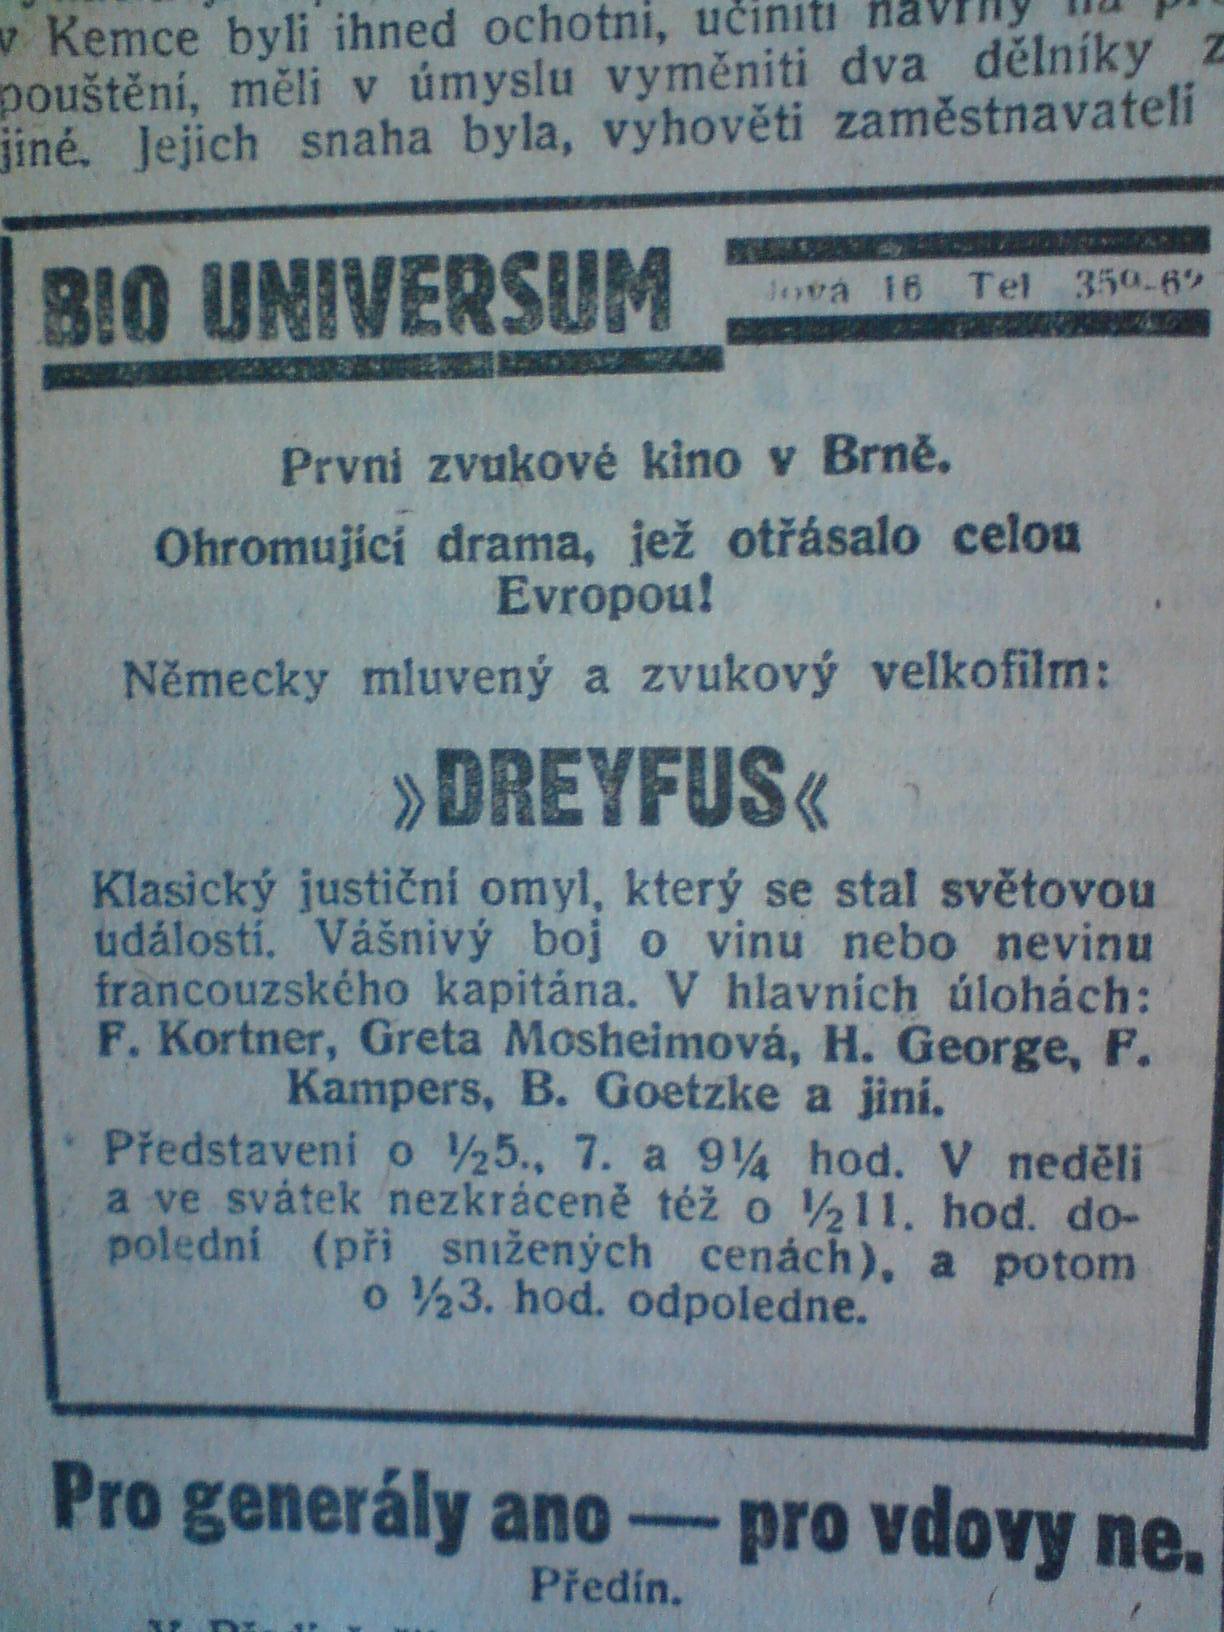 v Kemce byli ihned ochotni, učiniti návrhy na
pouštění, měli v úmyslu vyměniti dva dělníky z
jiné. Jejich snaha byla, vyhověti zaměstnavateli
BIO UNIVERSUM
16 Tel 350-69
První zvukové kino v Brně.
Ohromující drama, jež otřásalo celou
Evropou!
Německy mluvený a zvukový velkofilm:
»DREYFUS«
Klasický justiční omyl, který se stal světovou
událostí. Vášnivý boj o vinu nebo nevinu
francouzského kapitána. V hlavních úlohách:
F. Kortner, Greta Mosheimová, H. George, F.
Kampers, B. Goetzke a jiní.
Představení o ½5., 7. a 9¼ hod. V neděli
a ve svátek nezkráceně též o ½11. hod. do-
polední (při snížených cenách), a potom
o ½3. hod. odpoledne.
Pro generály ano — pro vdovy ne.
Předín.